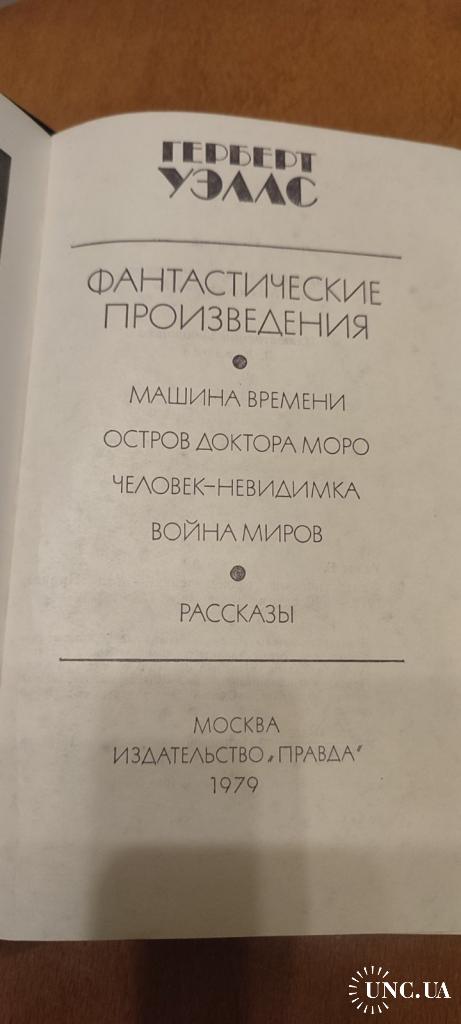 ГЕРБЕРТ
УЭЛЛС
ФАНТАСТИЧЕСКИЕ
ПРОИЗВЕДЕНИЯ
МАШИНА ВРЕМЕНИ
ОСТРОВ ДОКТОРА МОРО
ЧЕЛОВЕК-НЕВИДИМКА
ВОЙНА МИРОВ
РАССКАЗЫ
МОСКВА
ИЗДАТЕЛЬСТВО „ПРАВДА“
1979
UNC.UA